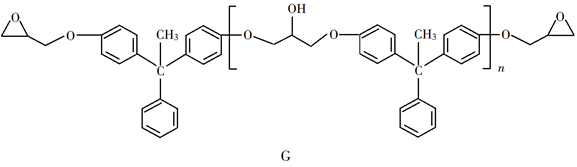 OH
O CH₃ CH₃ O
O O O O
C C n
G